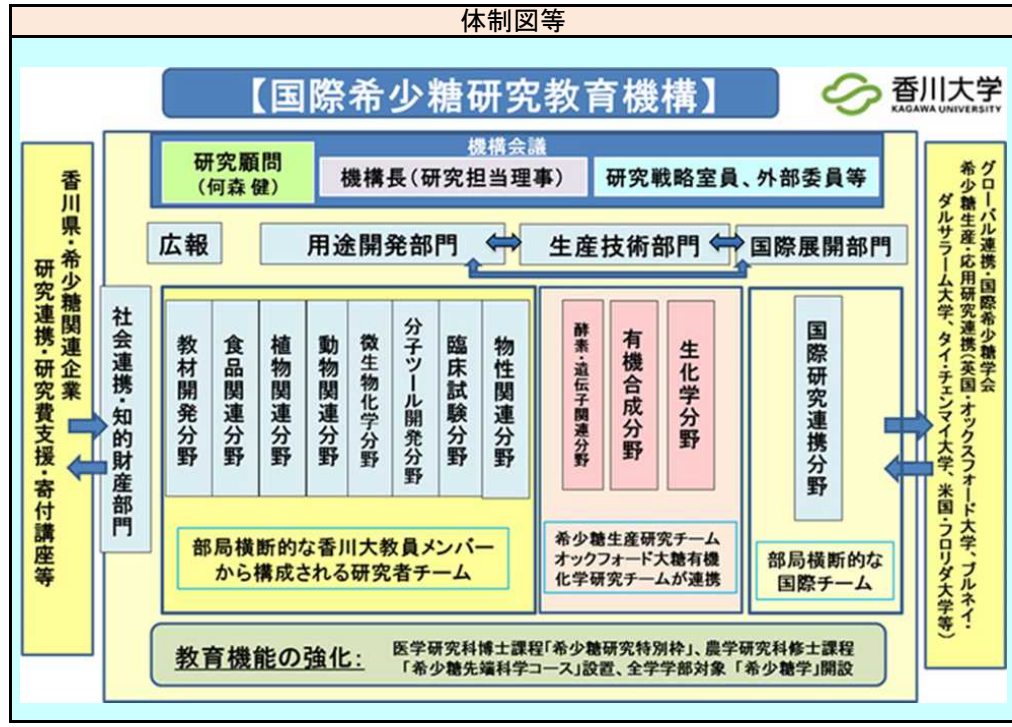 体制図等
【国際希少糖研究教育機構】
香川大学
KAGAWA UNIVERSITY
機構会議
研究顧問
(何森 健)
機構長(研究担当理事)
研究戦略室員、外部委員等
香川県・希少糖関連企業
研究連携・研究費支援・寄付講座等
広報
用途開発部門
生産技術部門
国際展開部門
社会連携・知的財産部門
教材開発分野
食品関連分野
植物関連分野
動物関連分野
微生物化学分野
分子ツール開発分野
臨床試験分野
物性関連分野
酵素・遺伝子関連分野
有機合成分野
生化学分野
国際研究連携分野
部局横断的な香川大教員メンバー
から構成される研究者チーム
希少糖生産研究チーム
オックフォード大糖有機
化学研究チームが連携
部局横断的な
国際チーム
グローバル連携・国際希少糖学会
希少糖生産・応用研究連携(英国・オックスフォード大学、ブルネイ・
ダルサラーム大学、タイ・チェンマイ大学、米国・フロリダ大学等)
教育機能の強化:
医学研究科博士課程「希少糖研究特別枠」、農学研究科修士課程
「希少糖先端科学コース」設置、全学学部対象 「希少糖学」開設